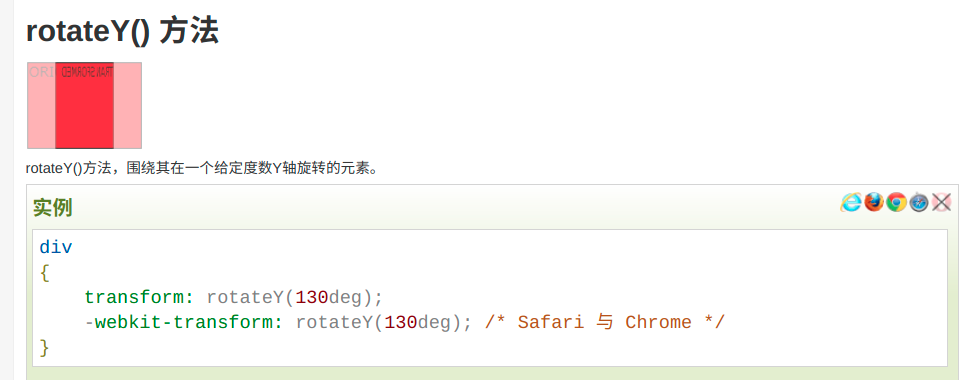 rotateY() 方法
ORI
rotateY()方法，围绕其在一个给定度数Y轴旋转的元素。
实例
div
{
transform: rotateY(130deg);
-webkit-transform: rotateY(130deg); /* Safari 与 Chrome */
}